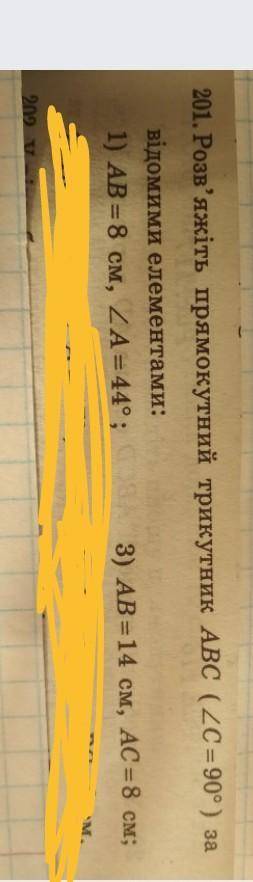 201. Розв’яжіть прямокутний трикутник ABC (∠C=90°) за
відомими елементами:
1) AB=8 см, ∠A=44°; 3) AB=14 см, AC=8 см;
202.